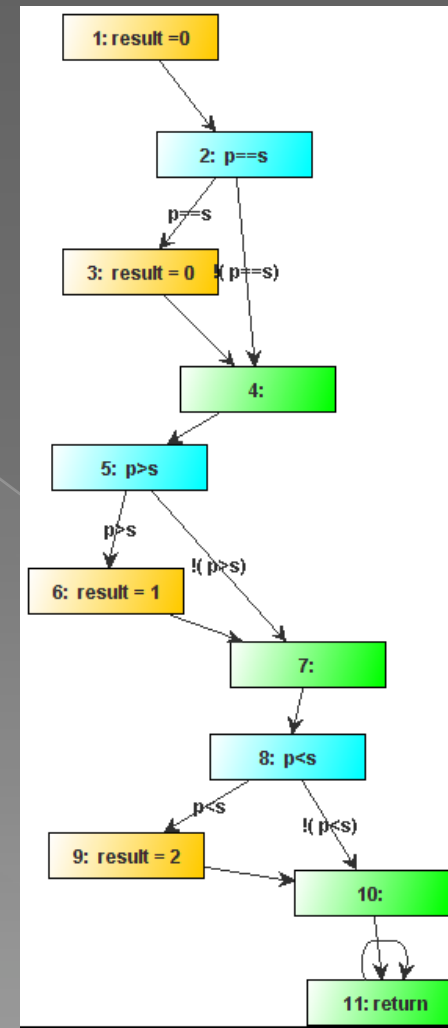 1: result =0
2: p==s
p==s
!( p==s)
3: result = 0
4:
5: p>s
p>s
!( p>s)
6: result = 1
7:
8: p<s
p<s
!( p<s)
9: result = 2
10:
11: return